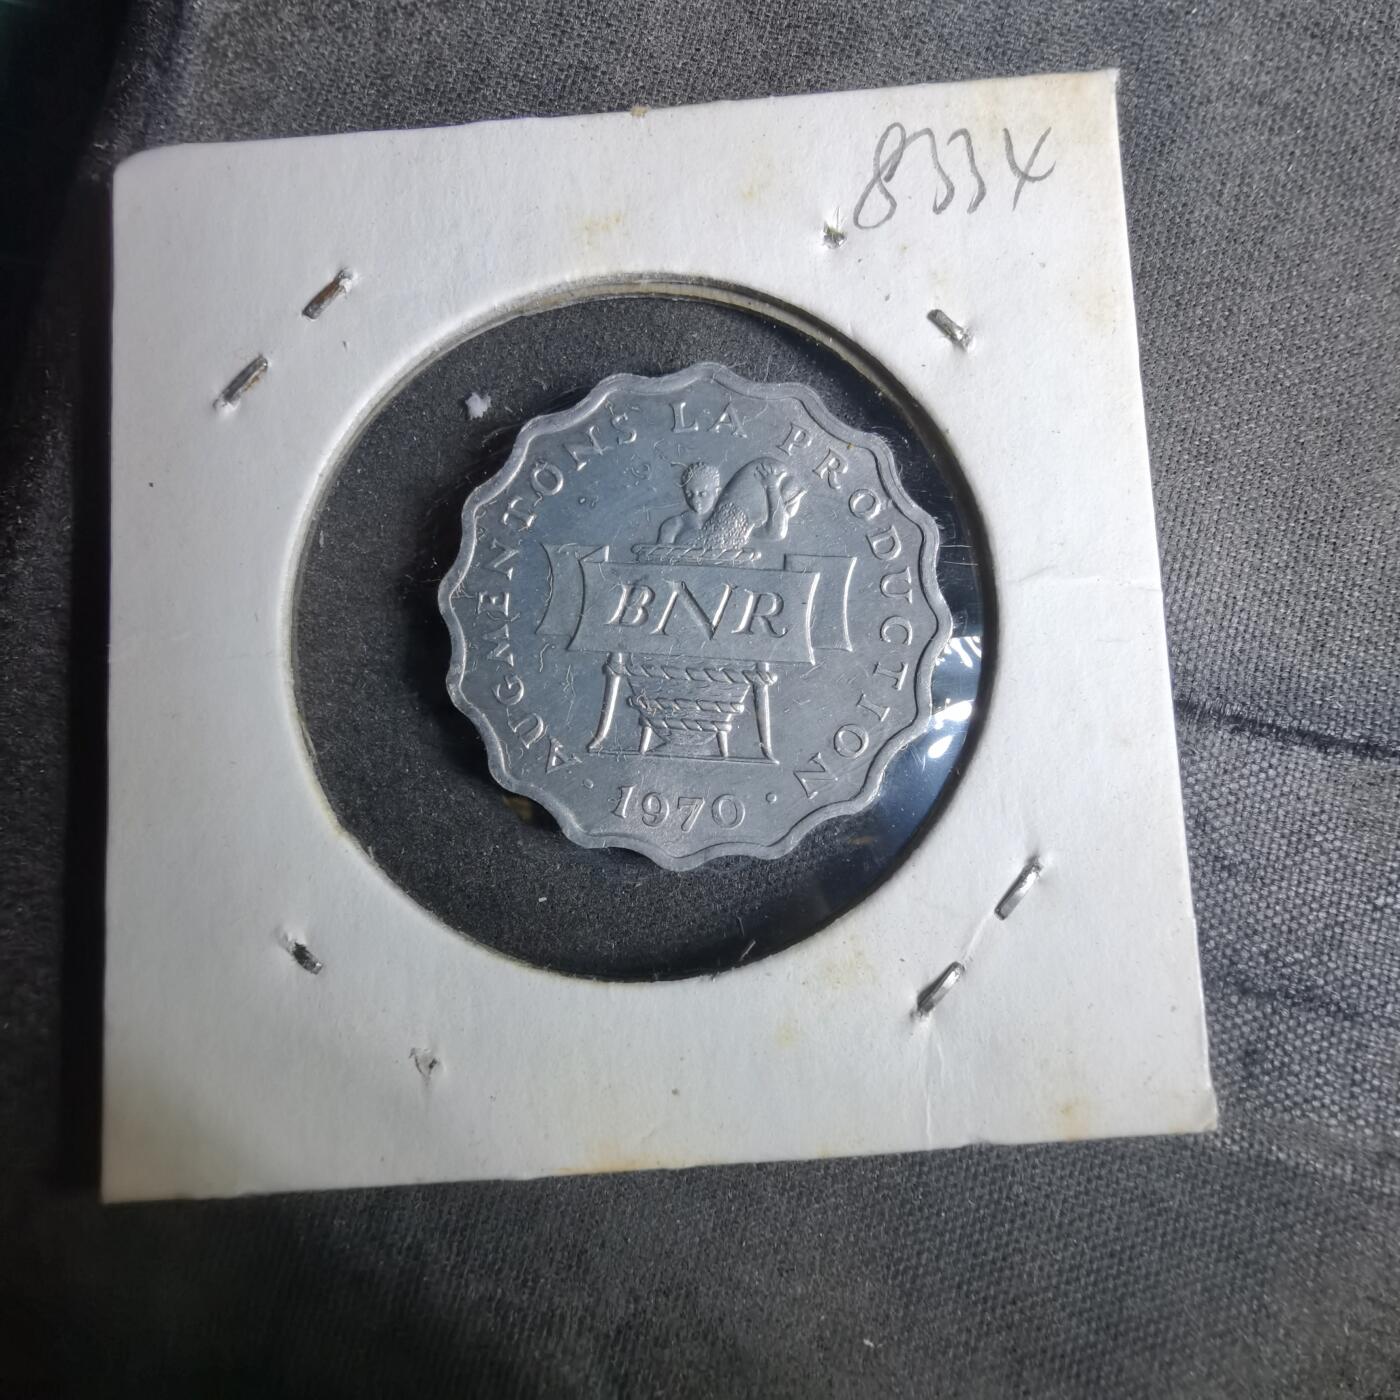 833X
AUGMENTONS LA PRODUCTION
BNR
· 1970 ·